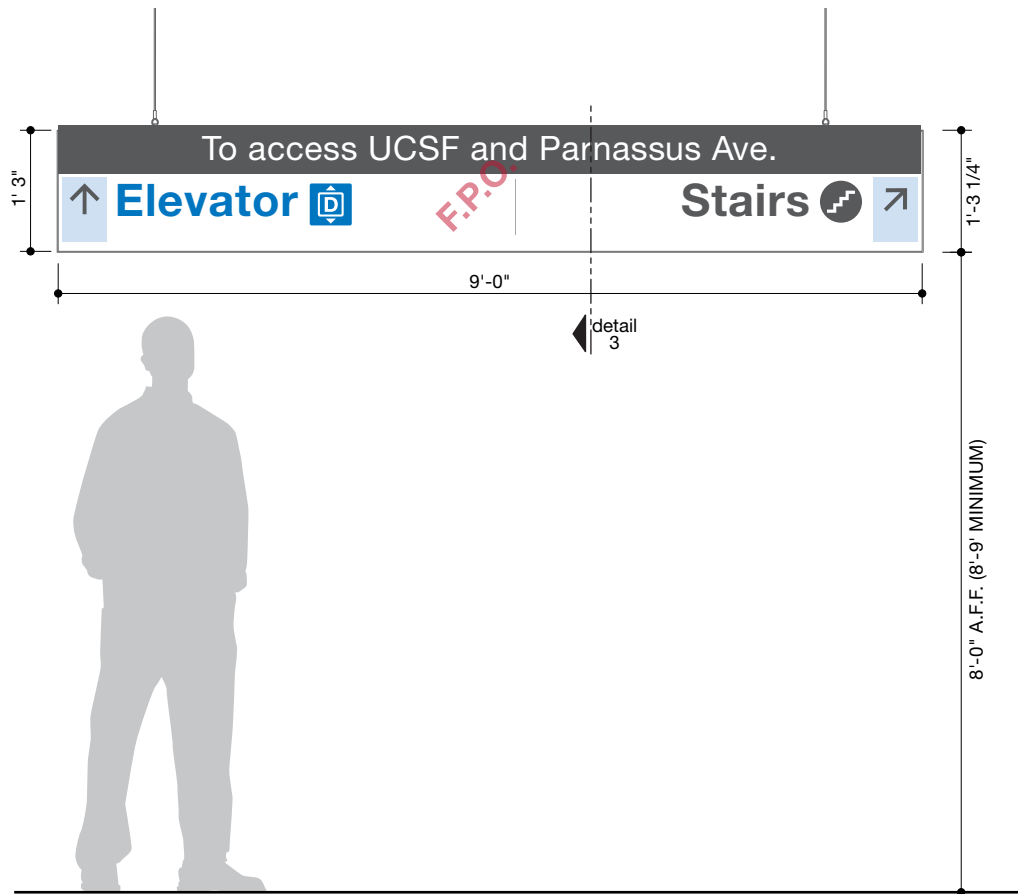 To access UCSF and Parnassus Ave.
Elevator D
Stairs
F.P.O.
1' 3"
1'-3 1/4"
9'-0"
detail
3
8'-0" A.F.F. (8'-9' MINIMUM)